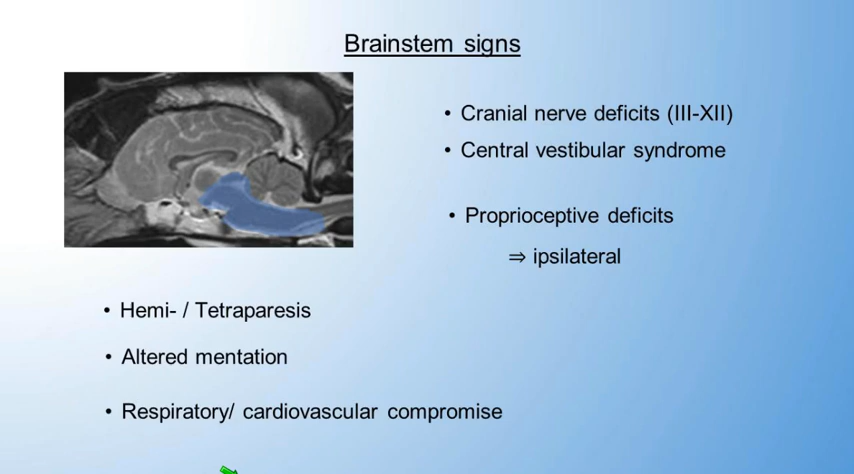 Brainstem signs
• Cranial nerve deficits (III-XII)
• Central vestibular syndrome
• Proprioceptive deficits
⇒ ipsilateral
• Hemi- / Tetraparesis
• Altered mentation
• Respiratory/ cardiovascular compromise